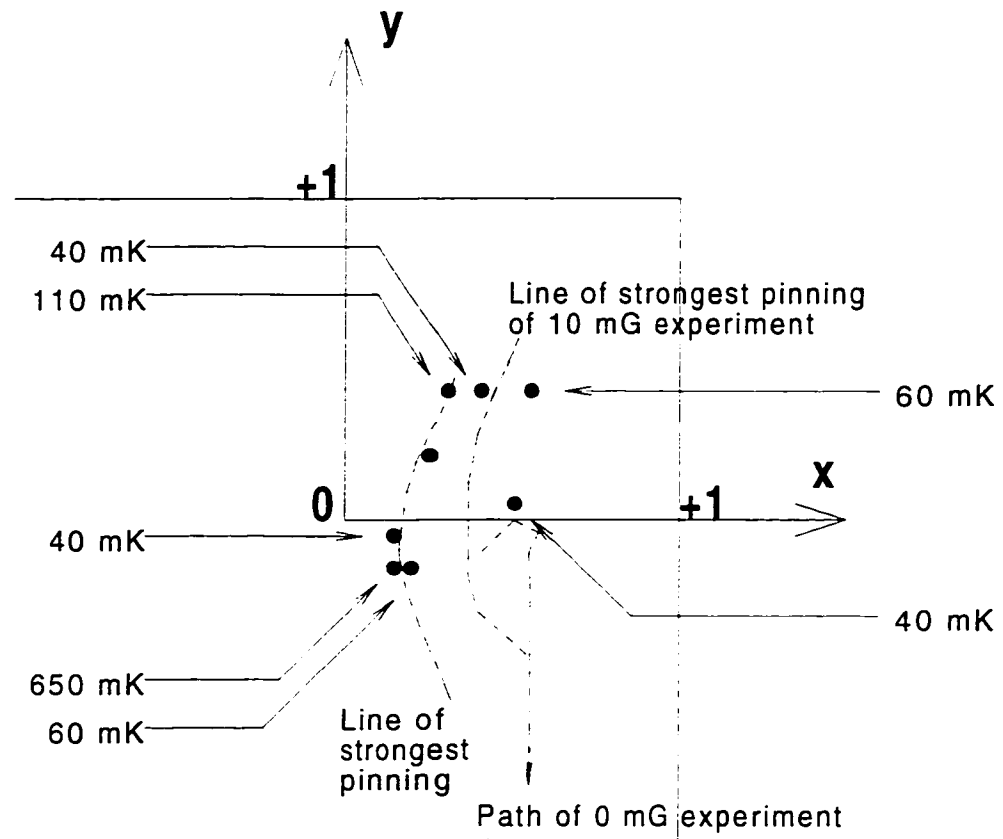 y
+1
40 mK
110 mK
Line of strongest pinning
of 10 mG experiment
60 mK
x
0
+1
40 mK
40 mK
650 mK
60 mK
Line of
strongest
pinning
Path of 0 mG experiment